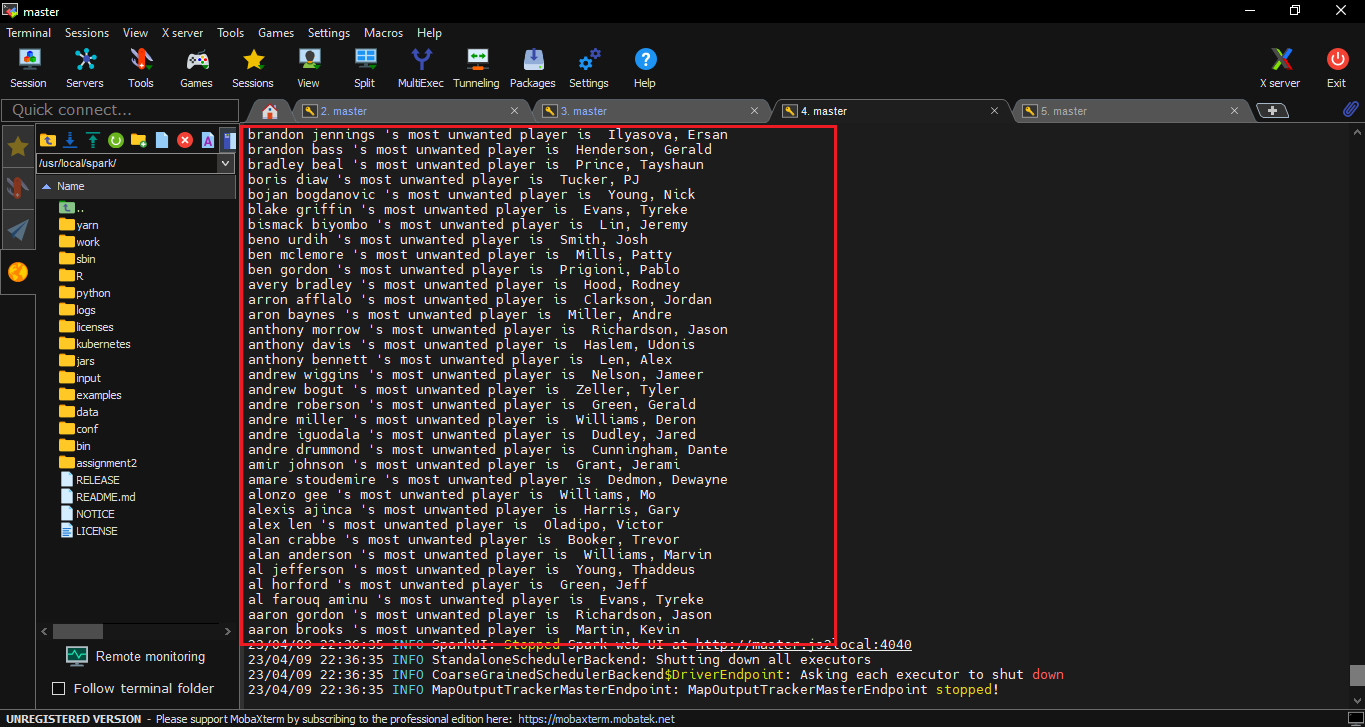 master
Terminal Sessions View X server Tools Games Settings Macros Help
Session Servers Tools Games Sessions View Split MultiExec Tunneling Packages Settings Help X server Exit
Quick connect...
2. master
3. master
4. master
5. master
/usr/local/spark/
Name
..
yarn
work
sbin
R
python
logs
licenses
kubernetes
jars
input
examples
data
conf
bin
assignment2
RELEASE
README.md
NOTICE
LICENSE
Remote monitoring
Follow terminal folder
brandon jennings 's most unwanted player is  Ilyasova, Ersan
brandon bass 's most unwanted player is  Henderson, Gerald
bradley beal 's most unwanted player is  Prince, Tayshaun
boris diaw 's most unwanted player is  Tucker, PJ
bojan bogdanovic 's most unwanted player is  Young, Nick
blake griffin 's most unwanted player is  Evans, Tyreke
bismack biyombo 's most unwanted player is  Lin, Jeremy
beno urdih 's most unwanted player is  Smith, Josh
ben mclemore 's most unwanted player is  Mills, Patty
ben gordon 's most unwanted player is  Prigioni, Pablo
avery bradley 's most unwanted player is  Hood, Rodney
arron afflalo 's most unwanted player is  Clarkson, Jordan
aron baynes 's most unwanted player is  Miller, Andre
anthony morrow 's most unwanted player is  Richardson, Jason
anthony davis 's most unwanted player is  Haslem, Udonis
anthony bennett 's most unwanted player is  Len, Alex
andrew wiggins 's most unwanted player is  Nelson, Jameer
andrew bogut 's most unwanted player is  Zeller, Tyler
andre roberson 's most unwanted player is  Green, Gerald
andre miller 's most unwanted player is  Williams, Deron
andre iguodala 's most unwanted player is  Dudley, Jared
andre drummond 's most unwanted player is  Cunningham, Dante
amir johnson 's most unwanted player is  Grant, Jerami
amare stoudemire 's most unwanted player is  Dedmon, Dewayne
alonzo gee 's most unwanted player is  Williams, Mo
alexis ajinca 's most unwanted player is  Harris, Gary
alex len 's most unwanted player is  Oladipo, Victor
alan crabbe 's most unwanted player is  Booker, Trevor
alan anderson 's most unwanted player is  Williams, Marvin
al jefferson 's most unwanted player is  Young, Thaddeus
al horford 's most unwanted player is  Green, Jeff
al farouq aminu 's most unwanted player is  Evans, Tyreke
aaron gordon 's most unwanted player is  Richardson, Jason
aaron brooks 's most unwanted player is  Martin, Kevin
23/04/09 22:36:35 INFO SparkUI: Stopped Spark web UI at http://master.js2local:4040
23/04/09 22:36:35 INFO StandaloneSchedulerBackend: Shutting down all executors
23/04/09 22:36:35 INFO CoarseGrainedSchedulerBackend$DriverEndpoint: Asking each executor to shut down
23/04/09 22:36:35 INFO MapOutputTrackerMasterEndpoint: MapOutputTrackerMasterEndpoint stopped!
UNREGISTERED VERSION - Please support MobaXterm by subscribing to the professional edition here: https://mobaxterm.mobatek.net